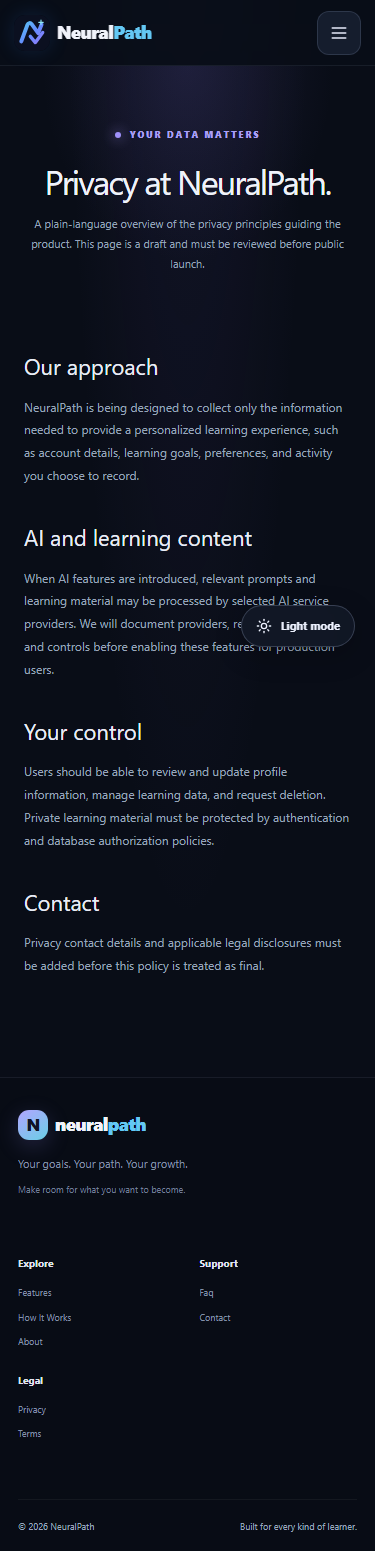 NeuralPath
YOUR DATA MATTERS
Privacy at NeuralPath.
A plain-language overview of the privacy principles guiding the
product. This page is a draft and must be reviewed before public
launch.
Our approach
NeuralPath is being designed to collect only the information
needed to provide a personalized learning experience, such
as account details, learning goals, preferences, and activity
you choose to record.
AI and learning content
When AI features are introduced, relevant prompts and
learning material may be processed by selected AI service
providers. We will document providers,
Light mode
and controls before enabling these features for production
users.
Your control
Users should be able to review and update profile
information, manage learning data, and request deletion.
Private learning material must be protected by authentication
and database authorization policies.
Contact
Privacy contact details and applicable legal disclosures must
be added before this policy is treated as final.
N neuralpath
Your goals. Your path. Your growth.
Make room for what you want to become.
Explore
Features
How It Works
About
Support
Faq
Contact
Legal
Privacy
Terms
© 2026 NeuralPath
Built for every kind of learner.